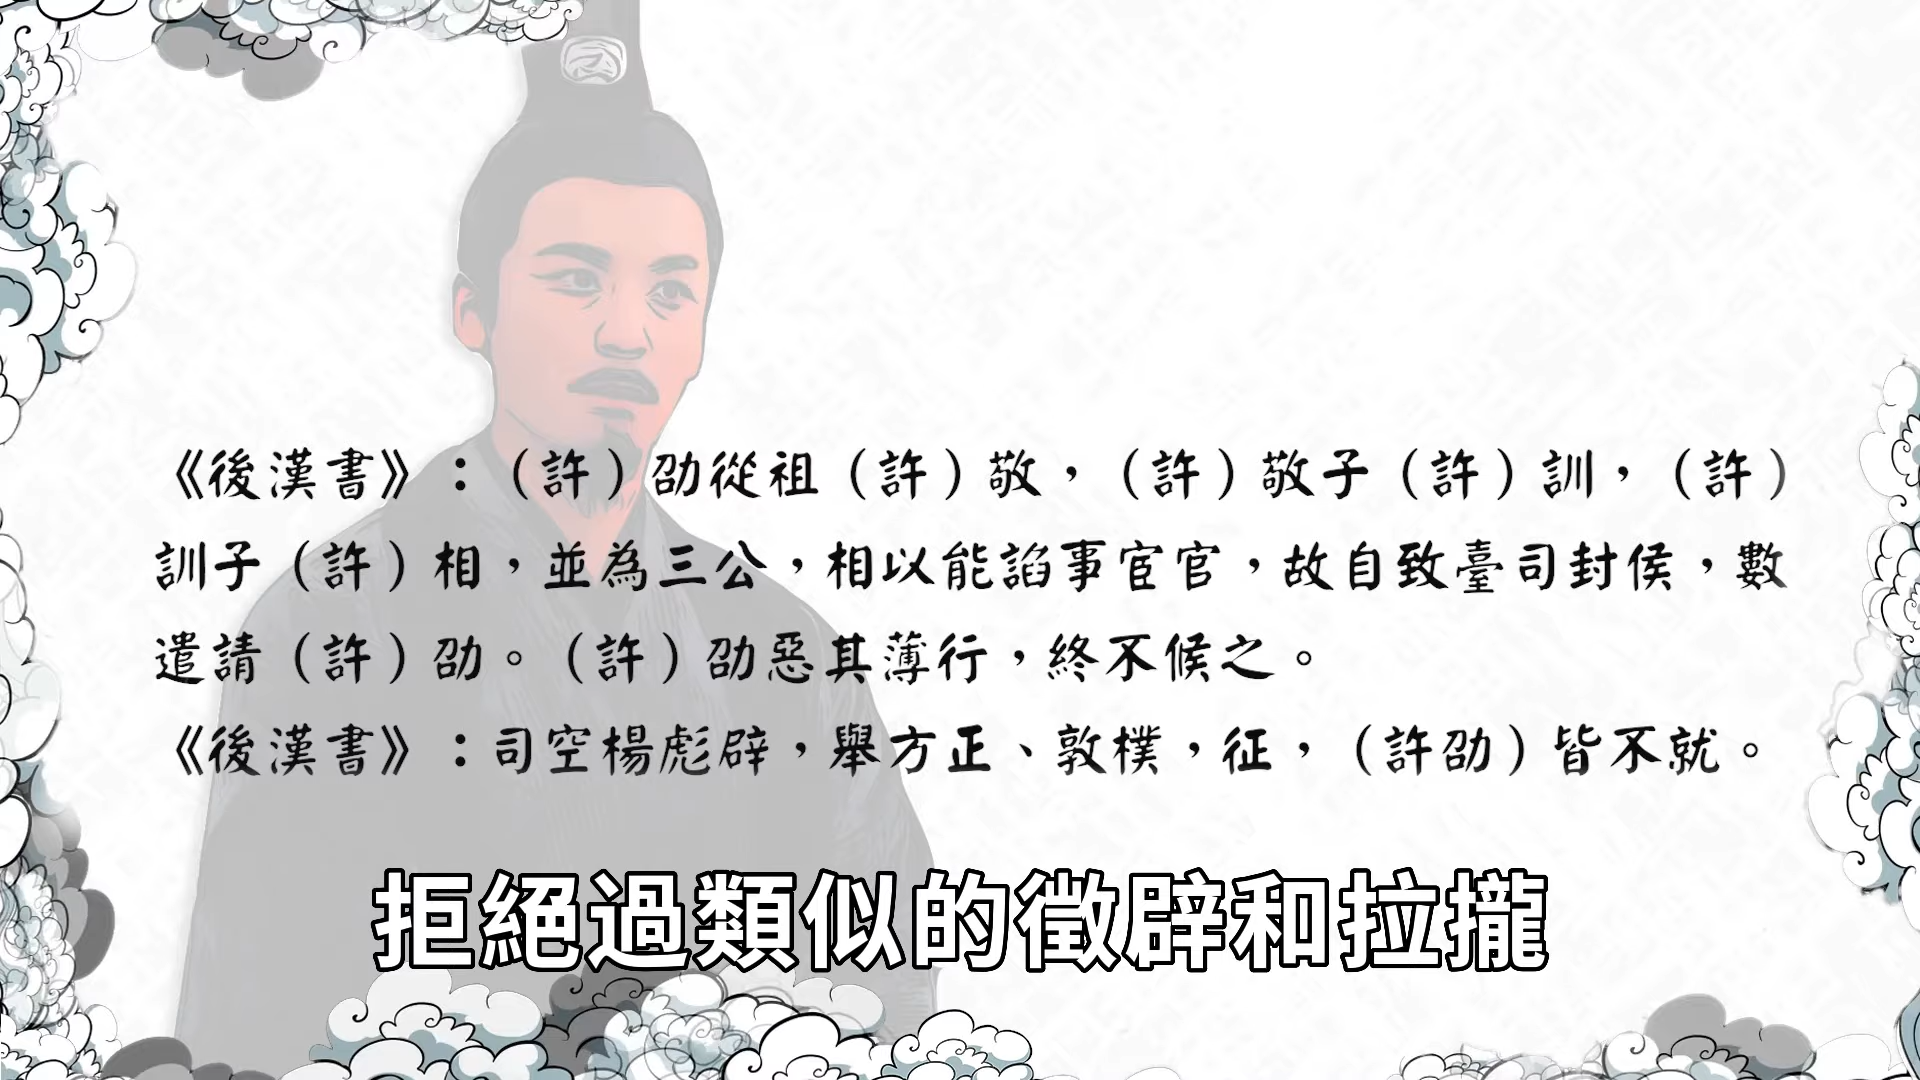 《後漢書》：（許）劭從祖（許）敬，（許）敬子（許）訓，（許）
訓子（許）相，並為三公，相以能諂事宦官，故自致臺司封侯，數
遣請（許）劭。（許）劭惡其薄行，終不候之。
《後漢書》：司空楊彪辟，舉方正、敦樸，征，（許劭）皆不就。
拒絕過類似的徵辟和拉攏